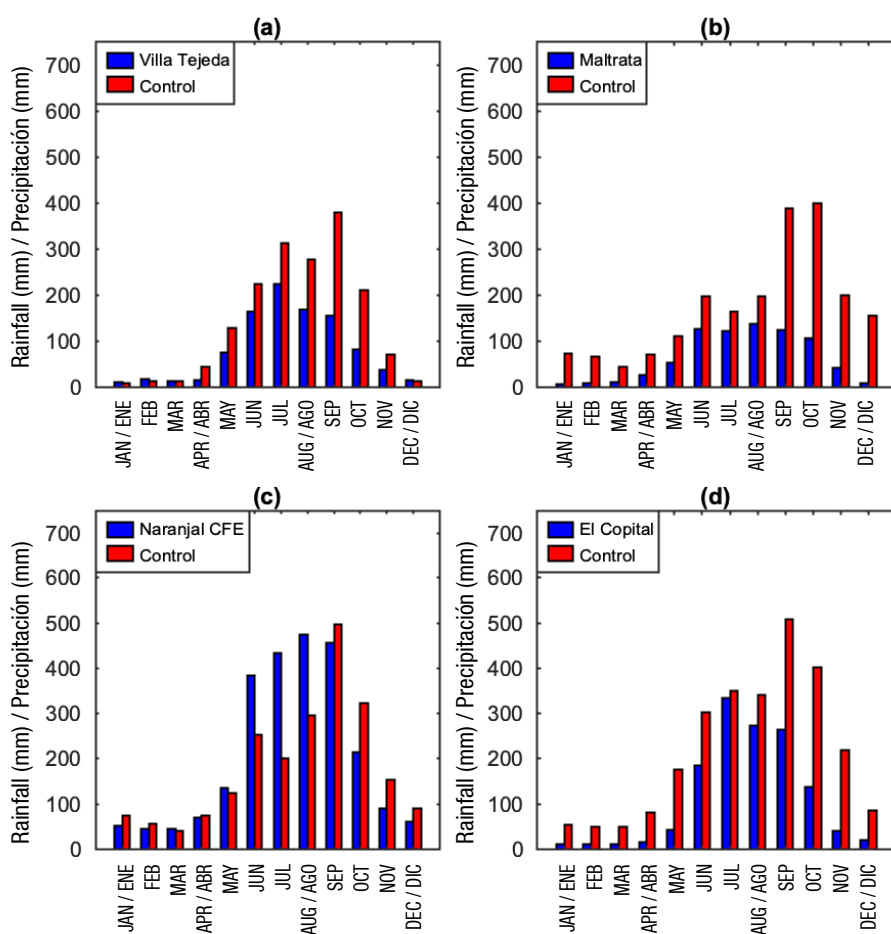 (a)
Villa Tejeda
Control
Rainfall (mm) / Precipitación (mm)
700
600
500
400
300
200
100
0
JAN / ENE
FEB
MAR
APR / ABR
MAY
JUN
JUL
AUG / AGO
SEP
OCT
NOV
DEC / DIC
(b)
Maltrata
Control
Rainfall (mm) / Precipitación (mm)
700
600
500
400
300
200
100
0
JAN / ENE
FEB
MAR
APR / ABR
MAY
JUN
JUL
AUG / AGO
SEP
OCT
NOV
DEC / DIC
(c)
Naranjal CFE
Control
Rainfall (mm) / Precipitación (mm)
700
600
500
400
300
200
100
0
JAN / ENE
FEB
MAR
APR / ABR
MAY
JUN
JUL
AUG / AGO
SEP
OCT
NOV
DEC / DIC
(d)
El Copital
Control
Rainfall (mm) / Precipitación (mm)
700
600
500
400
300
200
100
0
JAN / ENE
FEB
MAR
APR / ABR
MAY
JUN
JUL
AUG / AGO
SEP
OCT
NOV
DEC / DIC